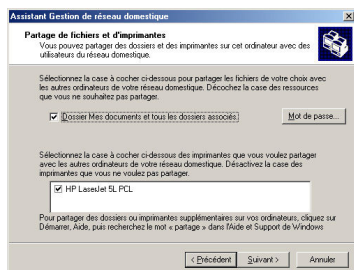 Assistant Gestion de réseau domestique
Partage de fichiers et d'imprimantes
Vous pouvez partager des dossiers et des imprimantes sur cet ordinateur avec des
utilisateurs du réseau domestique.
Sélectionnez la case à cocher ci-dessous pour partager les fichiers de votre choix avec
les autres ordinateurs de votre réseau domestique. Décochez la case des ressources
que vous ne souhaitez pas partager.
Dossier Mes documents et tous les dossiers associés.
Mot de passe...
Sélectionnez la case à cocher ci-dessous des imprimantes que vous voulez partager
avec les autres ordinateurs de votre réseau domestique. Désactivez la case des
imprimantes que vous ne voulez pas partager.
HP LaserJet 5L PCL
Pour partager des dossiers ou imprimantes supplémentaires sur vos ordinateurs, cliquez sur
Démarrer, Aide, puis recherchez le mot « partage » dans l'Aide et Support de Windows
< Précédent
Suivant >
Annuler